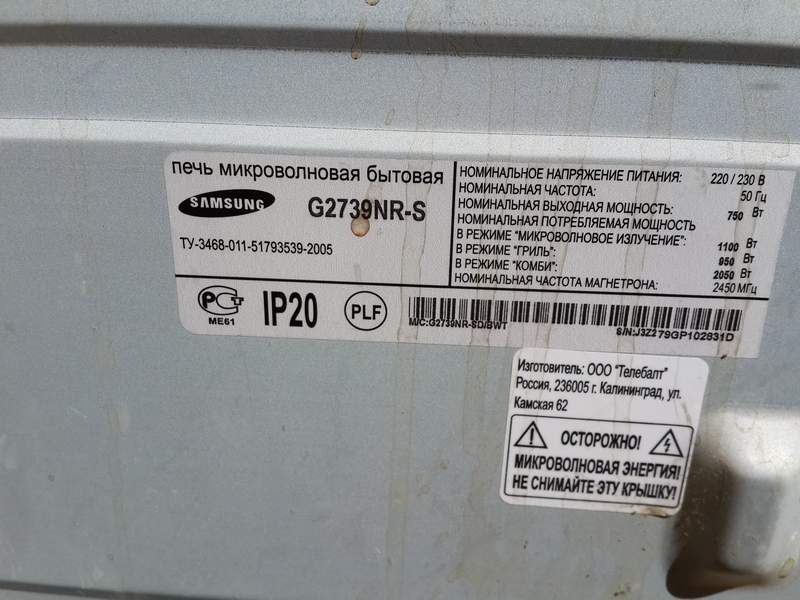 печь микроволновая бытовая
SAMSUNG G2739NR-S
ТУ-3468-011-51793539-2005
НОМИНАЛЬНОЕ НАПРЯЖЕНИЕ ПИТАНИЯ: 220 / 230 В
НОМИНАЛЬНАЯ ЧАСТОТА: 50 Гц
НОМИНАЛЬНАЯ ВЫХОДНАЯ МОЩНОСТЬ: 750 Вт
НОМИНАЛЬНАЯ ПОТРЕБЛЯЕМАЯ МОЩНОСТЬ
В РЕЖИМЕ "МИКРОВОЛНОВОЕ ИЗЛУЧЕНИЕ": 1100 Вт
В РЕЖИМЕ "ГРИЛЬ": 950 Вт
В РЕЖИМЕ "КОМБИ": 2050 Вт
НОМИНАЛЬНАЯ ЧАСТОТА МАГНЕТРОНА: 2450 МГц
РСТ
МЕ61
IP20
PLF
M/C:G2739NR-SD/BWT S/N:J3Z279GP102831D
Изготовитель: ООО "Телебалт"
Россия, 236005 г. Калининград, ул.
Камская 62
ОСТОРОЖНО!
МИКРОВОЛНОВАЯ ЭНЕРГИЯ!
НЕ СНИМАЙТЕ ЭТУ КРЫШКУ!